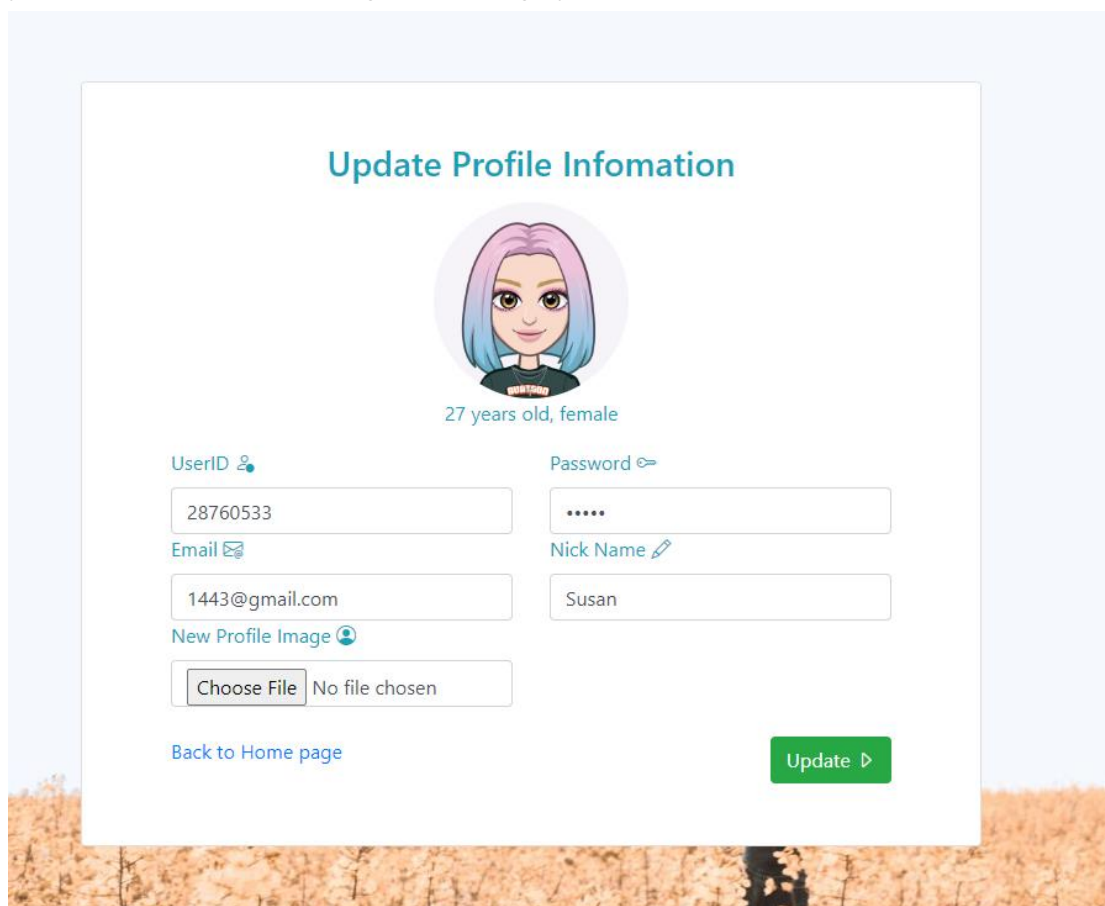 Update Profile Infomation
27 years old, female
UserID
Password
28760533
•••••
Email
Nick Name
1443@gmail.com
Susan
New Profile Image
Choose File No file chosen
Back to Home page
Update